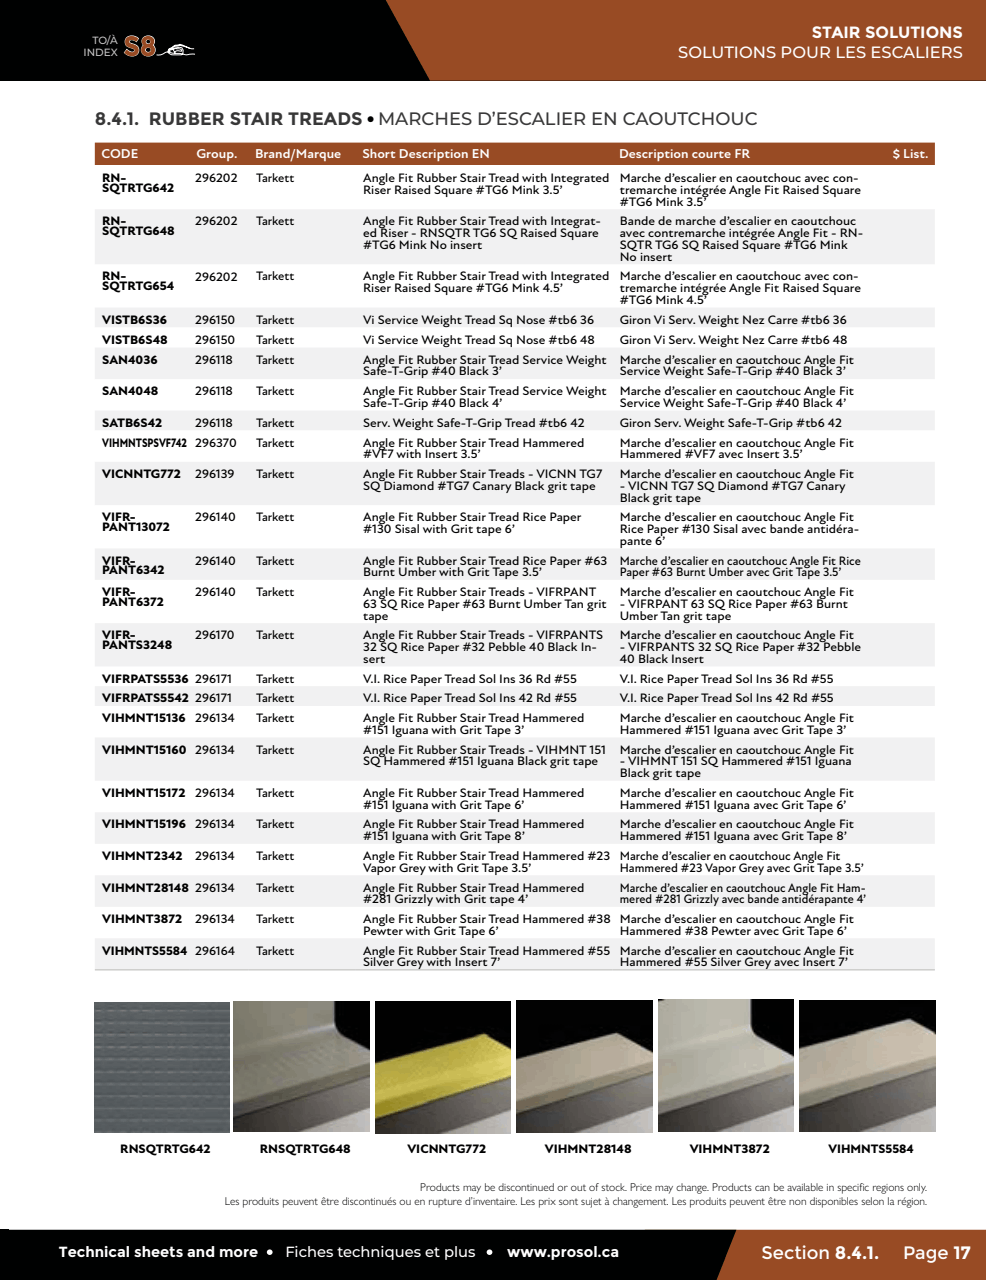 TO/À
INDEX S8
STAIR SOLUTIONS
SOLUTIONS POUR LES ESCALIERS
8.4.1. RUBBER STAIR TREADS • MARCHES D'ESCALIER EN CAOUTCHOUC
CODE Group. Brand/Marque Short Description EN Description courte FR $ List.
RN- 296202 Tarkett Angle Fit Rubber Stair Tread with Integrated Marche d'escalier en caoutchouc avec con-
SQTRTG642 Riser Raised Square #TG6 Mink 3.5' tremarche intégrée Angle Fit Raised Square
#TG6 Mink 3.5'
RN- 296202 Tarkett Angle Fit Rubber Stair Tread with Integrat- Bande de marche d'escalier en caoutchouc
SQTRTG648 ed Riser - RNSQTR TG6 SQ Raised Square avec contremarche intégrée Angle Fit - RN-
#TG6 Mink No insert SQTR TG6 SQ Raised Square #TG6 Mink
No insert
RN- 296202 Tarkett Angle Fit Rubber Stair Tread with Integrated Marche d'escalier en caoutchouc avec con-
SQTRTG654 Riser Raised Square #TG6 Mink 4.5' tremarche intégrée Angle Fit Raised Square
#TG6 Mink 4.5'
VISTB6S36 296150 Tarkett Vi Service Weight Tread Sq Nose #tb6 36 Giron Vi Serv. Weight Nez Carre #tb6 36
VISTB6S48 296150 Tarkett Vi Service Weight Tread Sq Nose #tb6 48 Giron Vi Serv. Weight Nez Carre #tb6 48
SAN4036 296118 Tarkett Angle Fit Rubber Stair Tread Service Weight Marche d'escalier en caoutchouc Angle Fit
Safe-T-Grip #40 Black 3' Service Weight Safe-T-Grip #40 Black 3'
SAN4048 296118 Tarkett Angle Fit Rubber Stair Tread Service Weight Marche d'escalier en caoutchouc Angle Fit
Safe-T-Grip #40 Black 4' Service Weight Safe-T-Grip #40 Black 4'
SATB6S42 296118 Tarkett Serv. Weight Safe-T-Grip Tread #tb6 42 Giron Serv. Weight Safe-T-Grip #tb6 42
VIHMNTSPSVF742 296370 Tarkett Angle Fit Rubber Stair Tread Hammered Marche d'escalier en caoutchouc Angle Fit
#VF7 with Insert 3.5' Hammered #VF7 avec Insert 3.5'
VICNNTG772 296139 Tarkett Angle Fit Rubber Stair Treads - VICNN TG7 Marche d'escalier en caoutchouc Angle Fit
SQ Diamond #TG7 Canary Black grit tape - VICNN TG7 SQ Diamond #TG7 Canary
Black grit tape
VIFR- 296140 Tarkett Angle Fit Rubber Stair Tread Rice Paper Marche d'escalier en caoutchouc Angle Fit
PANT13072 #130 Sisal with Grit tape 6' Rice Paper #130 Sisal avec bande antidéra-
pante 6'
VIFR- 296140 Tarkett Angle Fit Rubber Stair Tread Rice Paper #63 Marche d'escalier en caoutchouc Angle Fit Rice
PANT6342 Burnt Umber with Grit Tape 3.5' Paper #63 Burnt Umber avec Grit Tape 3.5'
VIFR- 296140 Tarkett Angle Fit Rubber Stair Treads - VIFRPANT Marche d'escalier en caoutchouc Angle Fit
PANT6372 63 SQ Rice Paper #63 Burnt Umber Tan grit - VIFRPANT 63 SQ Rice Paper #63 Burnt
tape Umber Tan grit tape
VIFR- 296170 Tarkett Angle Fit Rubber Stair Treads - VIFRPANTS Marche d'escalier en caoutchouc Angle Fit
PANTS3248 32 SQ Rice Paper #32 Pebble 40 Black In- - VIFRPANTS 32 SQ Rice Paper #32 Pebble
sert 40 Black Insert
VIFRPATS5536 296171 Tarkett V.I. Rice Paper Tread Sol Ins 36 Rd #55 V.I. Rice Paper Tread Sol Ins 36 Rd #55
VIFRPATS5542 296171 Tarkett V.I. Rice Paper Tread Sol Ins 42 Rd #55 V.I. Rice Paper Tread Sol Ins 42 Rd #55
VIHMNT15136 296134 Tarkett Angle Fit Rubber Stair Tread Hammered Marche d'escalier en caoutchouc Angle Fit
#151 Iguana with Grit Tape 3' Hammered #151 Iguana avec Grit Tape 3'
VIHMNT15160 296134 Tarkett Angle Fit Rubber Stair Treads - VIHMNT 151 Marche d'escalier en caoutchouc Angle Fit
SQ Hammered #151 Iguana Black grit tape - VIHMNT 151 SQ Hammered #151 Iguana
Black grit tape
VIHMNT15172 296134 Tarkett Angle Fit Rubber Stair Tread Hammered Marche d'escalier en caoutchouc Angle Fit
#151 Iguana with Grit Tape 6' Hammered #151 Iguana avec Grit Tape 6'
VIHMNT15196 296134 Tarkett Angle Fit Rubber Stair Tread Hammered Marche d'escalier en caoutchouc Angle Fit
#151 Iguana with Grit Tape 8' Hammered #151 Iguana avec Grit Tape 8'
VIHMNT2342 296134 Tarkett Angle Fit Rubber Stair Tread Hammered #23 Marche d'escalier en caoutchouc Angle Fit
Vapor Grey with Grit Tape 3.5' Hammered #23 Vapor Grey avec Grit Tape 3.5'
VIHMNT28148 296134 Tarkett Angle Fit Rubber Stair Tread Hammered Marche d'escalier en caoutchouc Angle Fit Ham-
#281 Grizzly with Grit tape 4' mered #281 Grizzly avec bande antidérapante 4'
VIHMNT3872 296134 Tarkett Angle Fit Rubber Stair Tread Hammered #38 Marche d'escalier en caoutchouc Angle Fit
Pewter with Grit Tape 6' Hammered #38 Pewter avec Grit Tape 6'
VIHMNTS5584 296164 Tarkett Angle Fit Rubber Stair Tread Hammered #55 Marche d'escalier en caoutchouc Angle Fit
Silver Grey with Insert 7' Hammered #55 Silver Grey avec Insert 7'
RNSQTRTG642 RNSQTRTG648 VICNNTG772 VIHMNT28148 VIHMNT3872 VIHMNTS5584
Products may be discontinued or out of stock. Price may change. Products can be available in specific regions only.
Les produits peuvent être discontinués ou en rupture d'inventaire. Les prix sont sujet à changement. Les produits peuvent être non disponibles selon la région.
Technical sheets and more • Fiches techniques et plus • www.prosol.ca
Section 8.4.1. Page 17